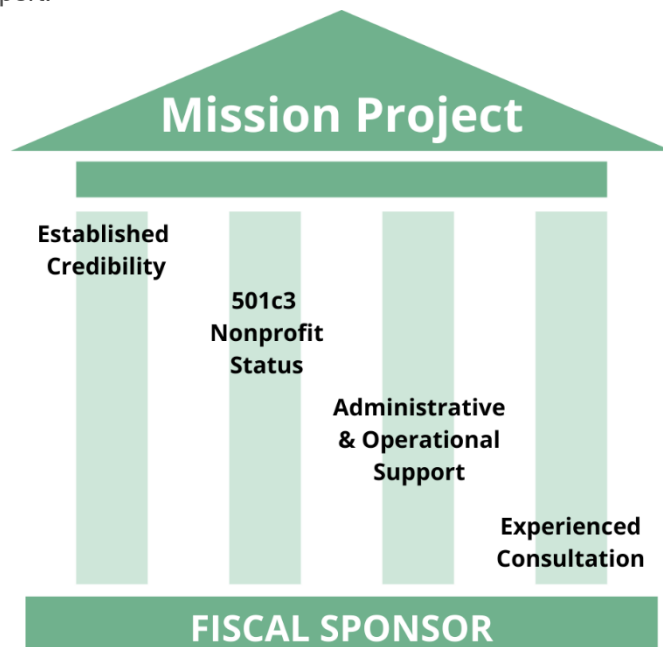 Mission Project
Established
Credibility
501c3
Nonprofit
Status
Administrative
& Operational
Support
Experienced
Consultation
FISCAL SPONSOR